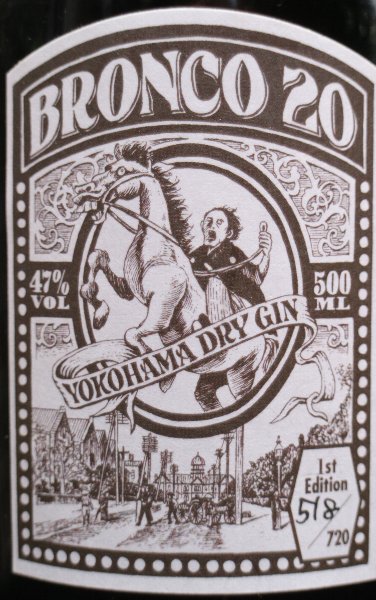 BRONCO 20
47%
VOL
500
ML
YOKOHAMA DRY GIN
1st
Edition
518
/720